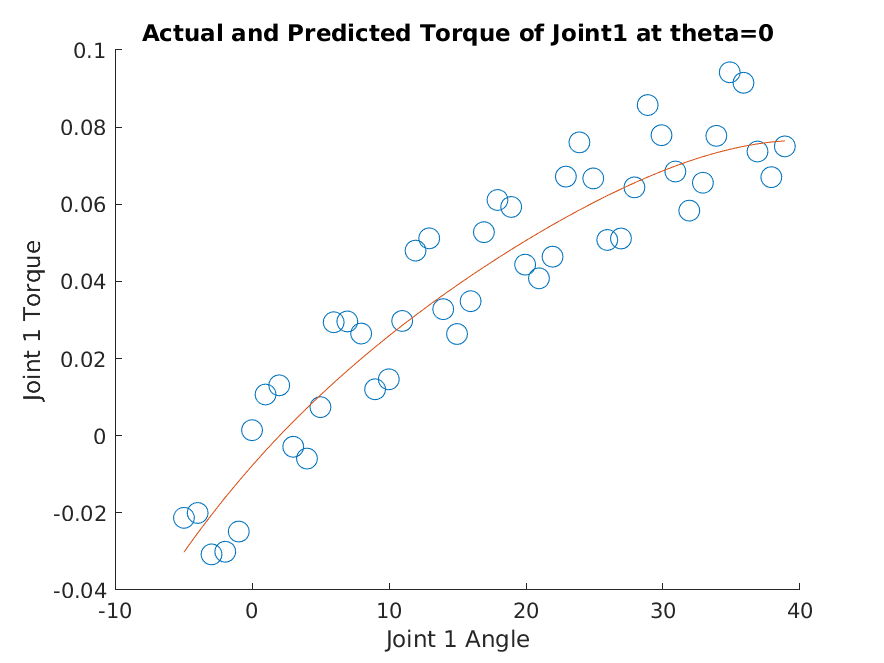 Actual and Predicted Torque of Joint1 at theta=0
0.1
0.08
0.06
0.04
0.02
0
-0.02
-0.04
Joint 1 Torque
-10 0 10 20 30 40
Joint 1 Angle